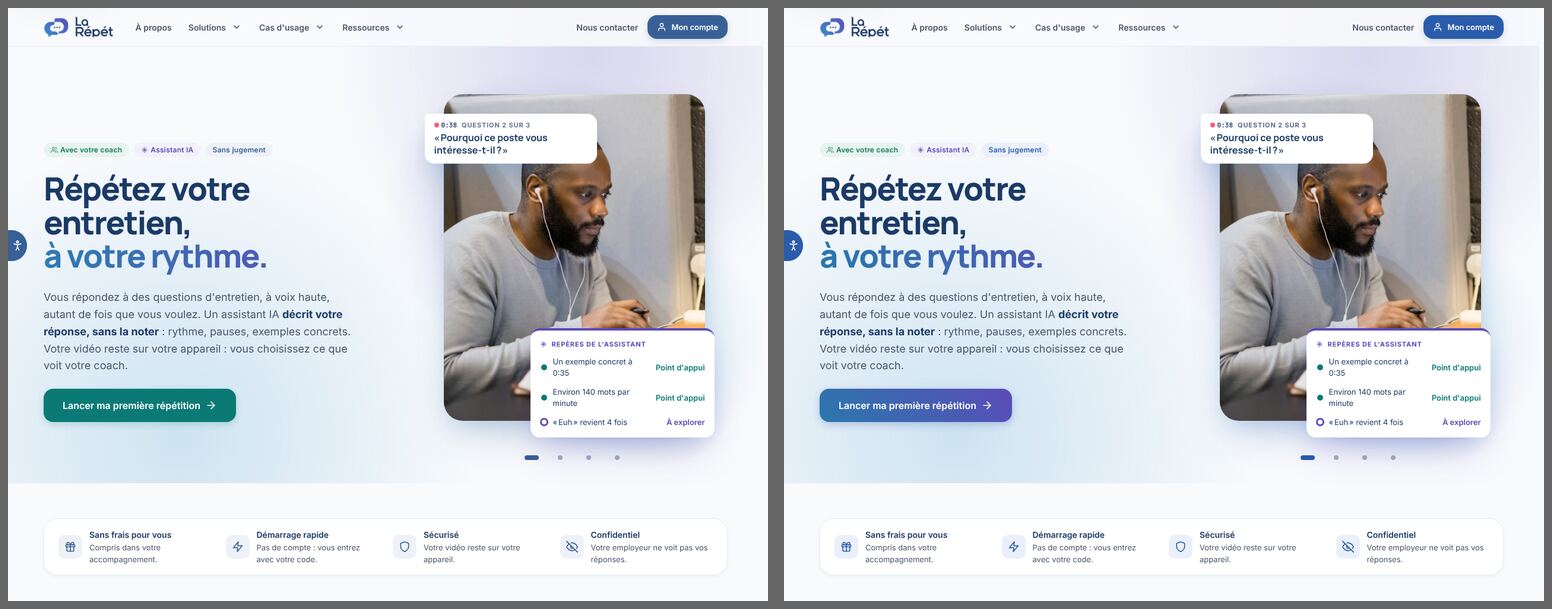 La Répét
À propos
Solutions
Cas d'usage
Ressources
Nous contacter
Mon compte
Avec votre coach
Assistant IA
Sans jugement
Répétez votre
entretien,
à votre rythme.
Vous répondez à des questions d'entretien, à voix haute,
autant de fois que vous voulez. Un assistant IA décrit votre
réponse, sans la noter : rythme, pauses, exemples concrets.
Votre vidéo reste sur votre appareil : vous choisissez ce que
voit votre coach.
Lancer ma première répétition →
0:38 QUESTION 2 SUR 3
« Pourquoi ce poste vous
intéresse-t-il ? »
REPÈRES DE L'ASSISTANT
Un exemple concret à
0:35
Point d'appui
Environ 140 mots par
minute
Point d'appui
« Euh » revient 4 fois
À explorer
Sans frais pour vous
Compris dans votre
accompagnement.
Démarrage rapide
Pas de compte : vous entrez
avec votre code.
Sécurisé
Votre vidéo reste sur votre
appareil.
Confidentiel
Votre employeur ne voit pas vos
réponses.
La Répét
À propos
Solutions
Cas d'usage
Ressources
Nous contacter
Mon compte
Avec votre coach
Assistant IA
Sans jugement
Répétez votre
entretien,
à votre rythme.
Vous répondez à des questions d'entretien, à voix haute,
autant de fois que vous voulez. Un assistant IA décrit votre
réponse, sans la noter : rythme, pauses, exemples concrets.
Votre vidéo reste sur votre appareil : vous choisissez ce que
voit votre coach.
Lancer ma première répétition →
0:38 QUESTION 2 SUR 3
« Pourquoi ce poste vous
intéresse-t-il ? »
REPÈRES DE L'ASSISTANT
Un exemple concret à
0:35
Point d'appui
Environ 140 mots par
minute
Point d'appui
« Euh » revient 4 fois
À explorer
Sans frais pour vous
Compris dans votre
accompagnement.
Démarrage rapide
Pas de compte : vous entrez
avec votre code.
Sécurisé
Votre vidéo reste sur votre
appareil.
Confidentiel
Votre employeur ne voit pas vos
réponses.